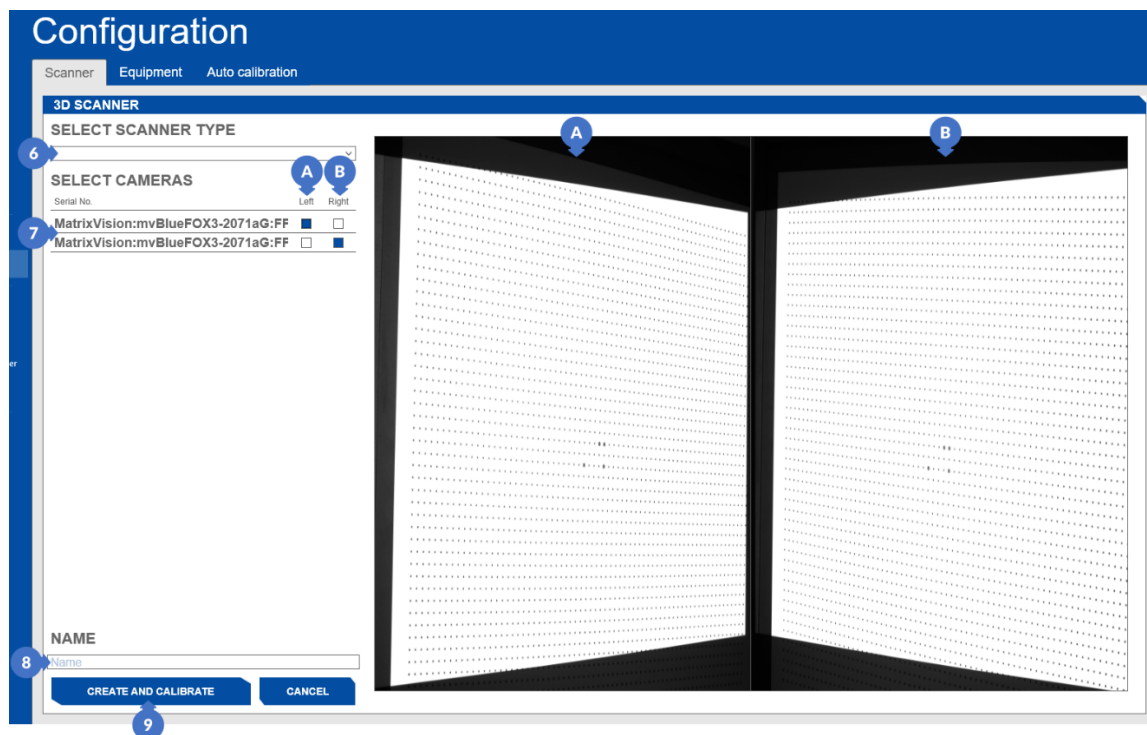 Configuration
Scanner Equipment Auto calibration
3D SCANNER
SELECT SCANNER TYPE
6
SELECT CAMERAS
A B
Serial No. Left Right
7
MatrixVision:mvBlueFOX3-2071aG:FF
MatrixVision:mvBlueFOX3-2071aG:FF
A B
er
NAME
8
Name
CREATE AND CALIBRATE CANCEL
9